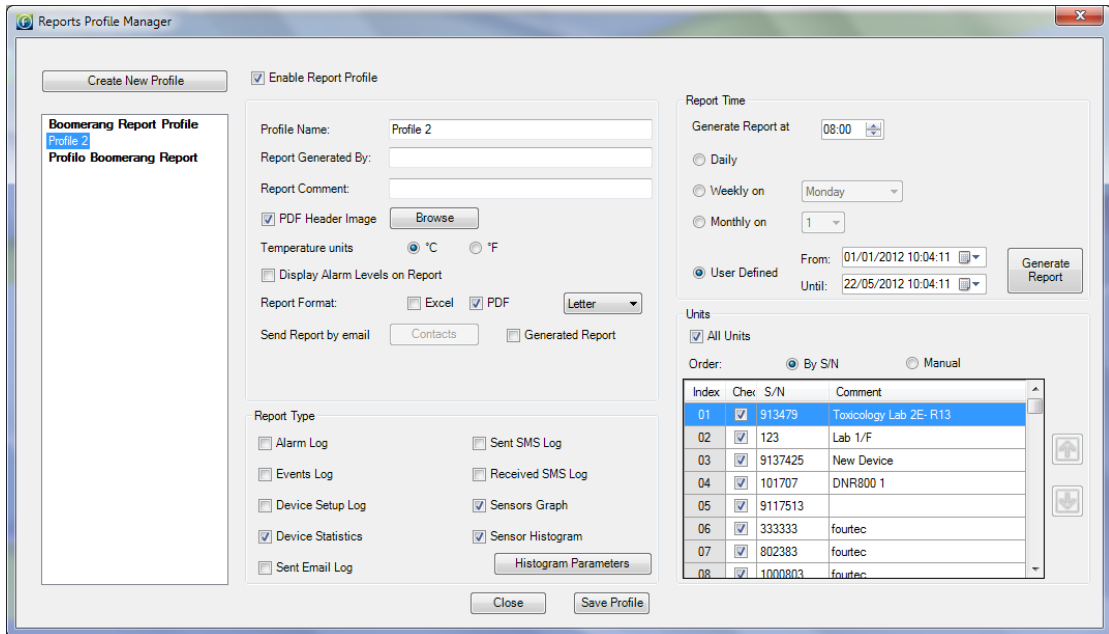 Reports Profile Manager
Create New Profile
Enable Report Profile
Boomerang Report Profile
Profile 2
Profilo Boomerang Report
Profile Name: Profile 2
Report Generated By:
Report Comment:
PDF Header Image Browse
Temperature units °C °F
Display Alarm Levels on Report
Report Format: Excel PDF Letter
Send Report by email Contacts Generated Report
Report Type
Alarm Log Sent SMS Log
Events Log Received SMS Log
Device Setup Log Sensors Graph
Device Statistics Sensor Histogram
Sent Email Log Histogram Parameters
Report Time
Generate Report at 08:00
Daily
Weekly on Monday
Monthly on 1
User Defined
From: 01/01/2012 10:04:11
Until: 22/05/2012 10:04:11
Generate
Report
Units
All Units
Order: By S/N Manual
Index Chec S/N Comment
01 913479 Toxicology Lab 2E- R13
02 123 Lab 1/F
03 9137425 New Device
04 101707 DNR800 1
05 9117513
06 333333 fourtec
07 802383 fourtec
08 1000803 fourtec
Close Save Profile